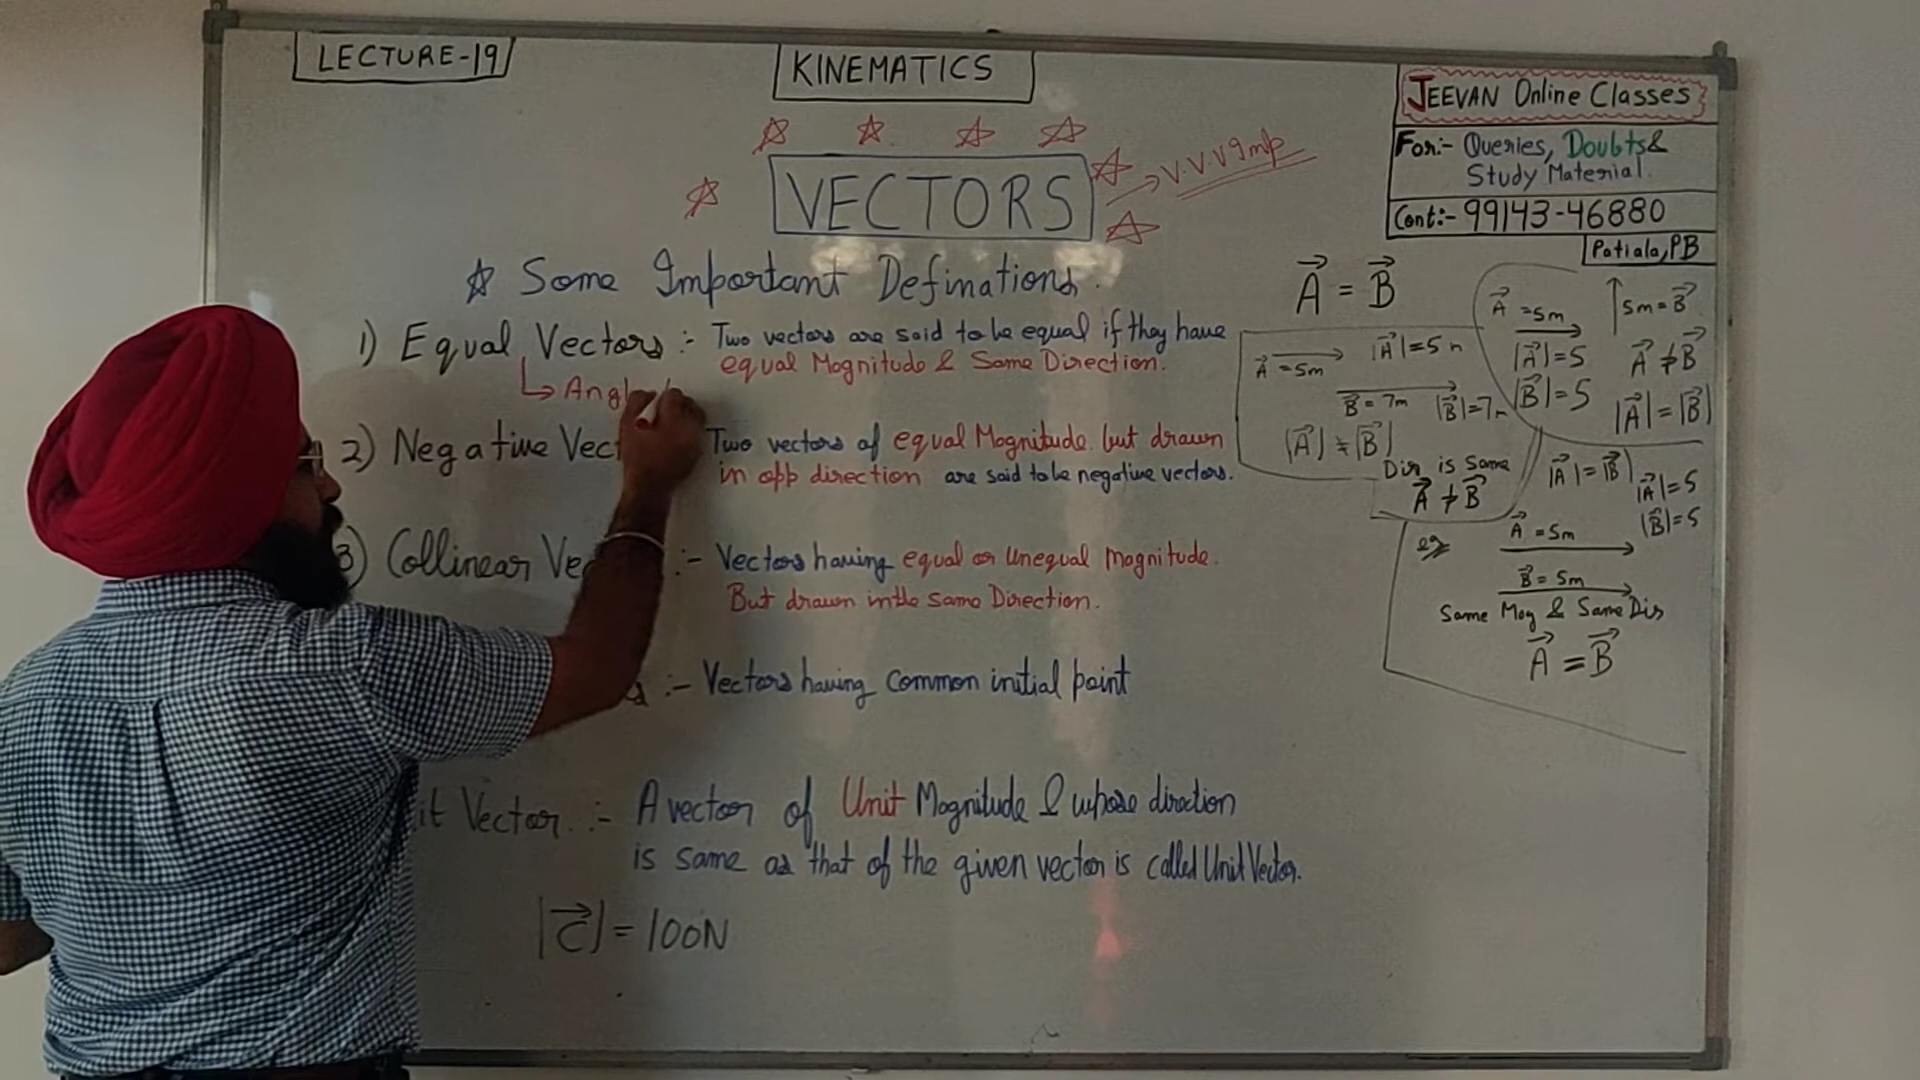 LECTURE-19
KINEMATICS
JEEVAN Online Classes
For:- Queries, Doubts &
Study Material.
Cont:- 99143-46880
Patiala, PB
VECTORS
V.V.V Imp
Some Important Definations.
1) Equal Vectors :- Two vectors are said to be equal if they have
equal Magnitude & Same Direction.
↳ Angl
2) Negative Vect Two vectors of equal Magnitude but drawn
in opp direction are said to be negative vectors.
3) Collinear Vec :- Vectors having equal or Unequal Magnitude.
But drawn in the same Direction.
:- Vectors having common initial point
it Vector :- A vector of Unit Magnitude & whose direction
is same as that of the given vector is called Unit Vector.
|C⃗| = 100N
A⃗ = B⃗
A⃗ = 5m
|A⃗| = 5m
B⃗ = 7m
|B⃗| = 7m
|A⃗| ≠ |B⃗|
Dir is Same
A⃗ ≠ B⃗
A⃗ = 5m
5m = B⃗
|A⃗| = 5
|B⃗| = 5
A⃗ ≠ B⃗
|A⃗| = |B⃗|
|A⃗| = |B⃗|
|A⃗| = 5
|B⃗| = 5
eg
A⃗ = 5m
B⃗ = 5m
Same Mag & Same Dir
A⃗ = B⃗